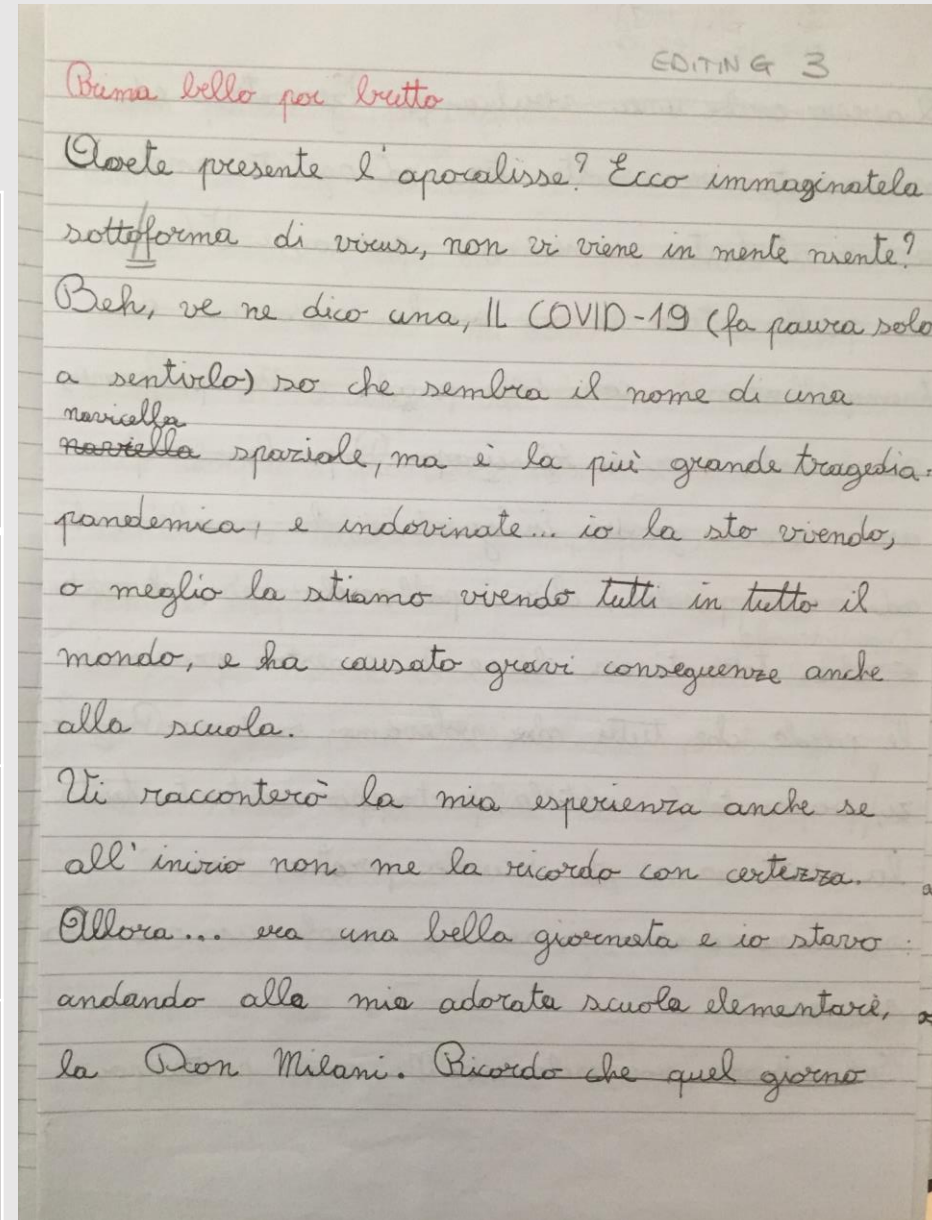 EDITING 3
Prima bello poi brutto
Avete presente l'apocalisse? Ecco immaginatela
sotto forma di virus, non vi viene in mente niente?
Beh, ve ne dico una, IL COVID-19 (fa paura solo
a sentirlo) so che sembra il nome di una
navicella
naviella spaziale, ma è la più grande tragedia
pandemica, e indovinate... io la sto vivendo,
o meglio la stiamo vivendo tutti in tutto il
mondo, e ha causato gravi conseguenze anche
alla scuola.
Vi racconterò la mia esperienza anche se
all'inizio non me la ricordo con certezza.
Allora... era una bella giornata e io stavo
andando alla mia adorata scuola elementare,
la Don Milani. Ricordo che quel giorno